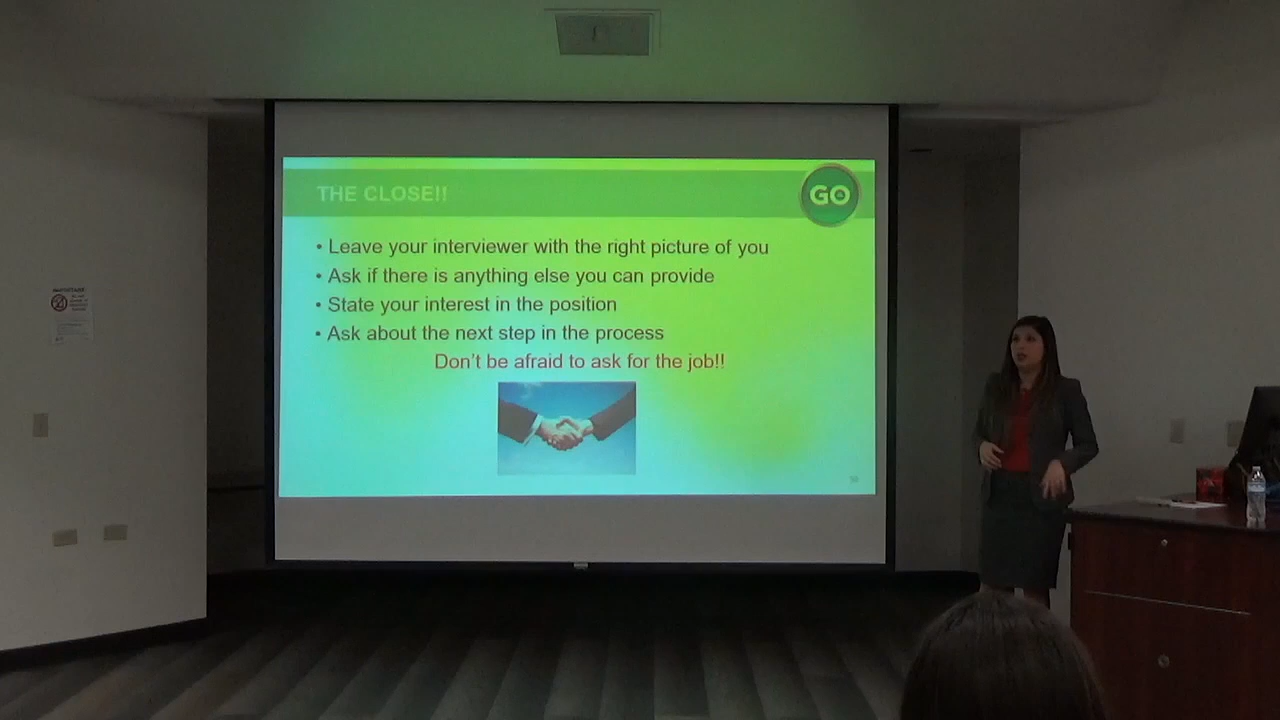 THE CLOSE!!
GO
• Leave your interviewer with the right picture of you
• Ask if there is anything else you can provide
• State your interest in the position
• Ask about the next step in the process
Don't be afraid to ask for the job!!
IMPORTANT